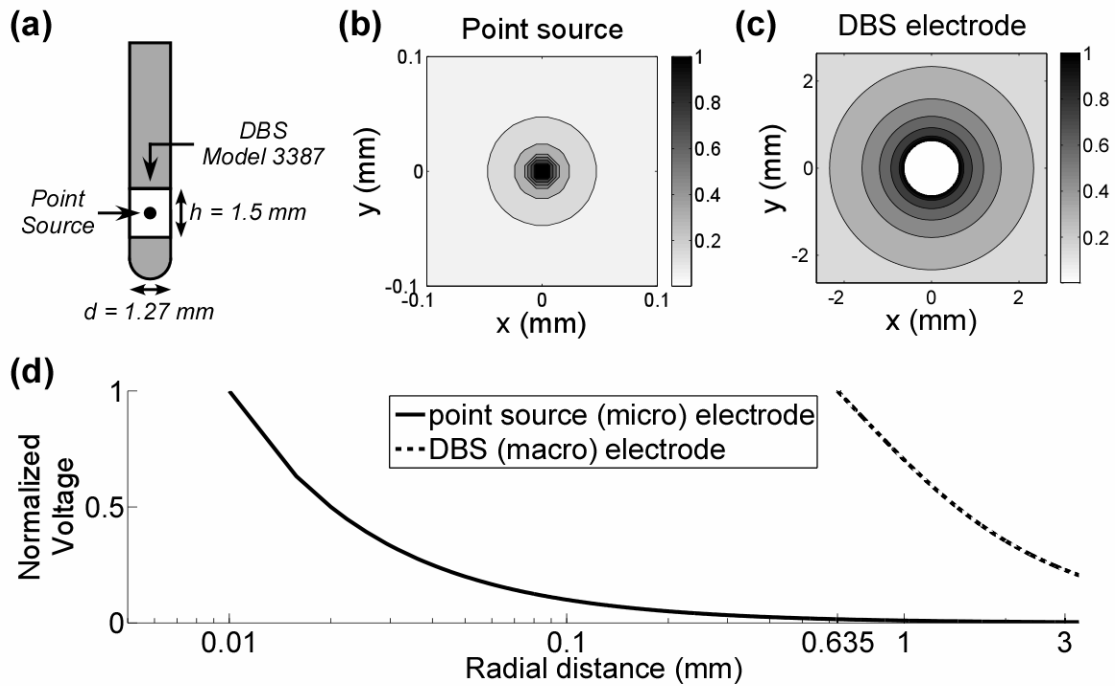 (a)
DBS
Model 3387
Point
Source
h = 1.5 mm
d = 1.27 mm
(b)
Point source
0.1
0
-0.1
y (mm)
-0.1
0
0.1
x (mm)
1
0.8
0.6
0.4
0.2
(c)
DBS electrode
2
0
-2
y (mm)
-2
0
2
x (mm)
1
0.8
0.6
0.4
0.2
(d)
Normalized
Voltage
1
0.5
0
point source (micro) electrode
DBS (macro) electrode
0.01
0.1
0.635
1
3
Radial distance (mm)